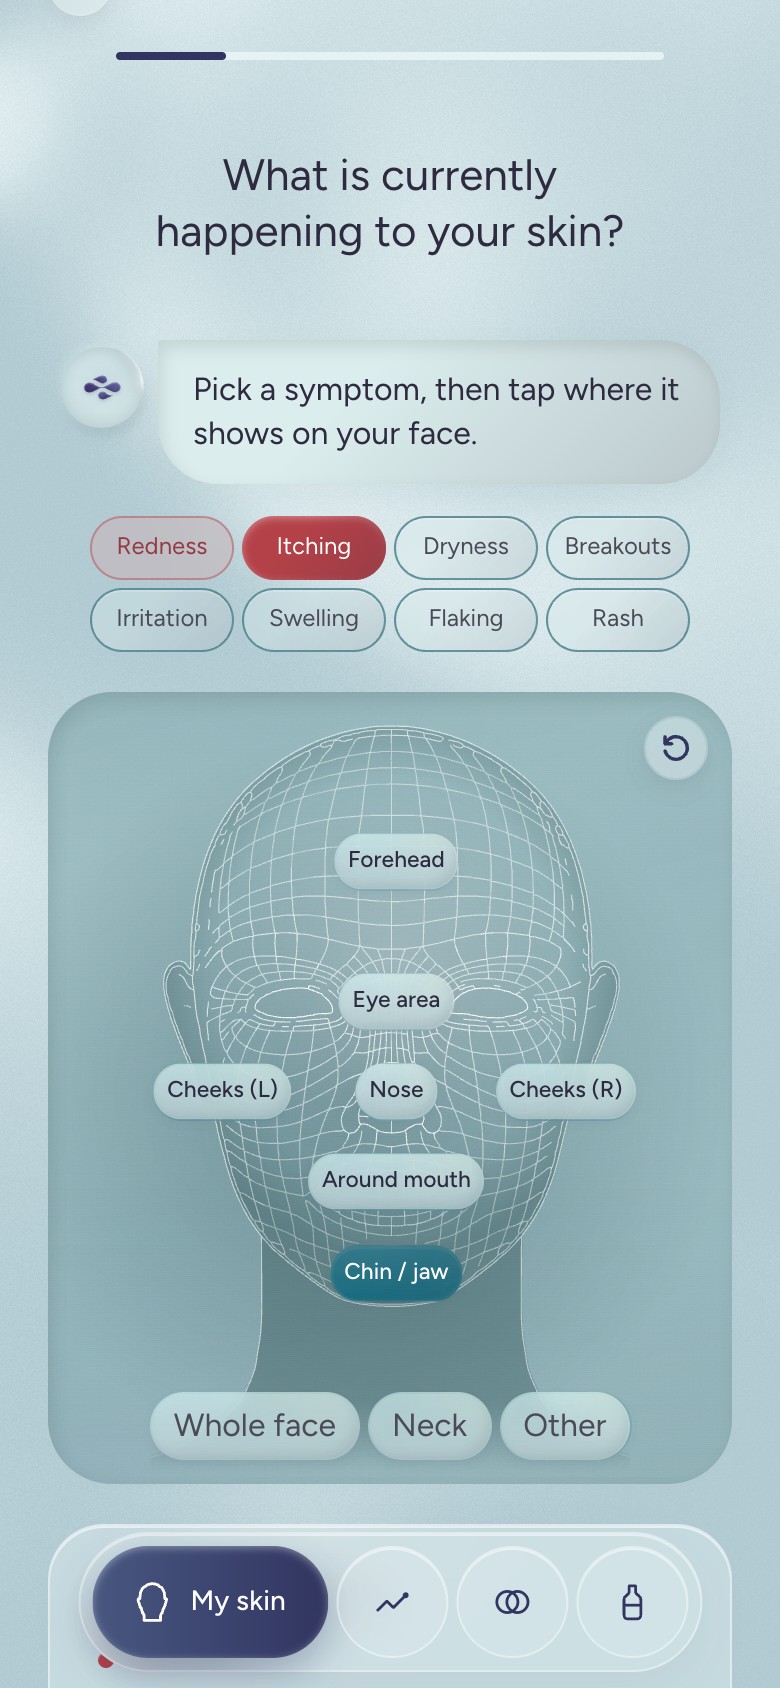 What is currently
happening to your skin?
Pick a symptom, then tap where it
shows on your face.
Redness
Itching
Dryness
Breakouts
Irritation
Swelling
Flaking
Rash
Forehead
Eye area
Cheeks (L)
Nose
Cheeks (R)
Around mouth
Chin / jaw
Whole face
Neck
Other
My skin